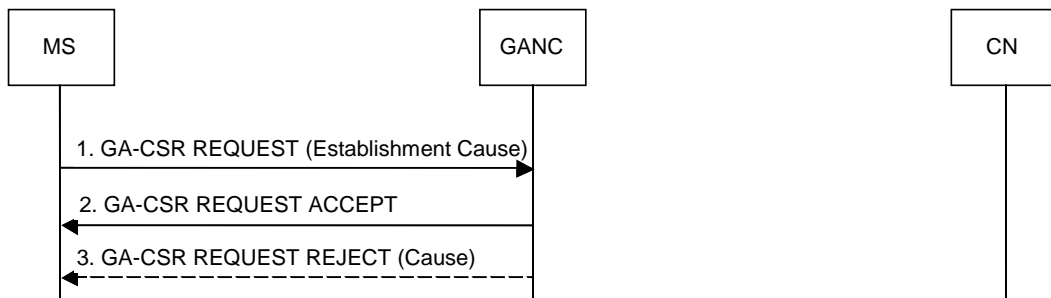 MS
GANC
CN
1. GA-CSR REQUEST (Establishment Cause)
2. GA-CSR REQUEST ACCEPT
3. GA-CSR REQUEST REJECT (Cause)